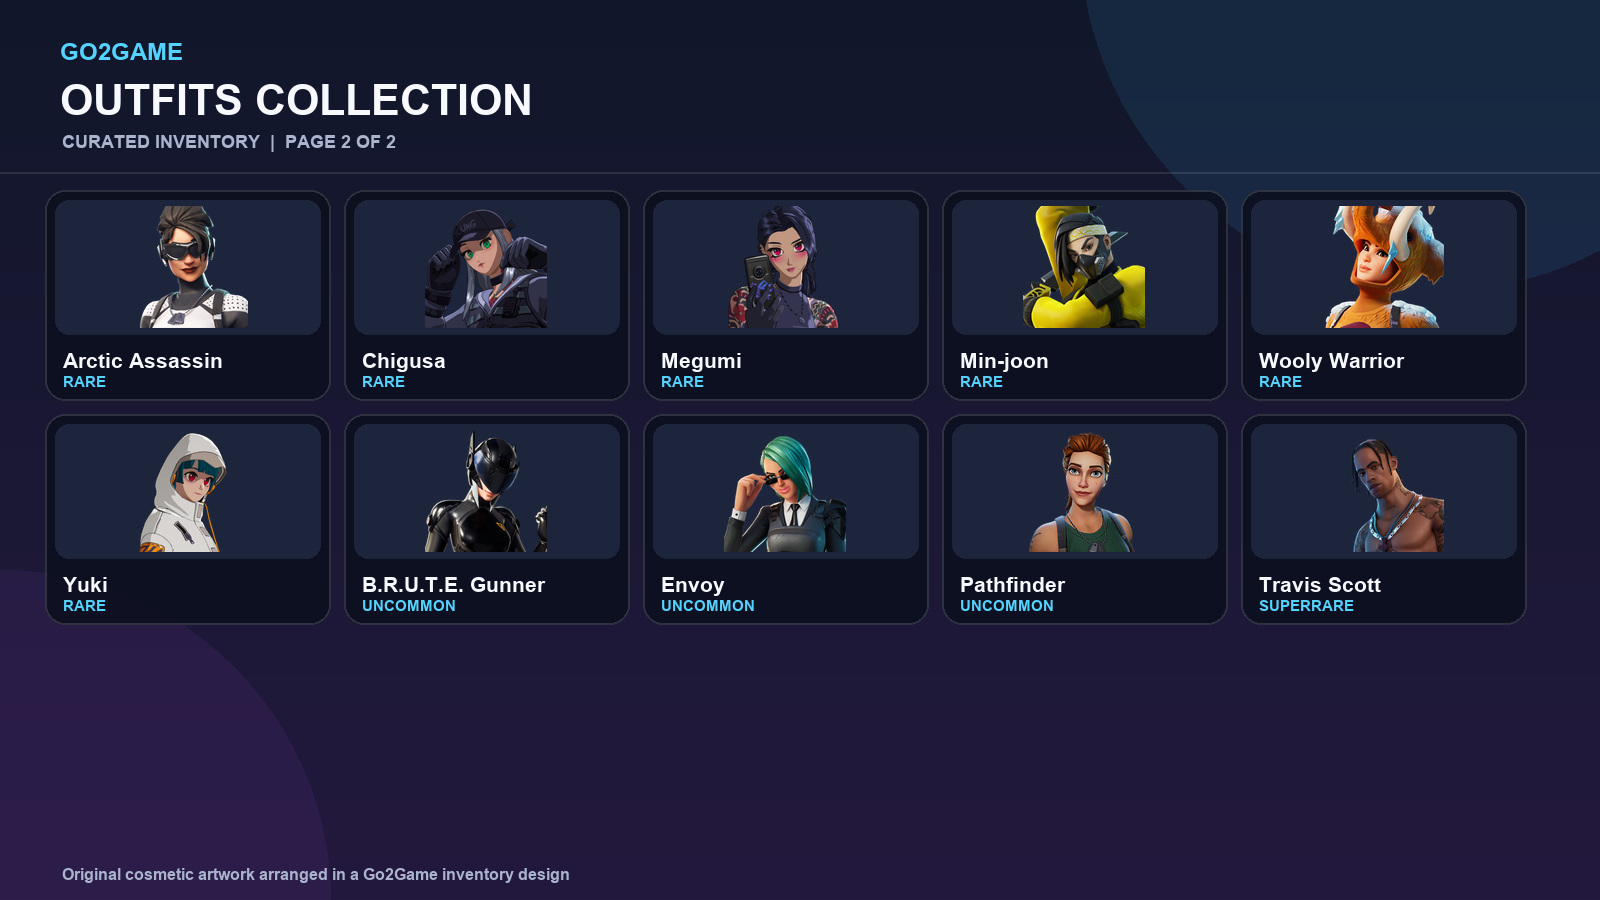 GO2GAME
OUTFITS COLLECTION
CURATED INVENTORY | PAGE 2 OF 2
Arctic Assassin
RARE
Chigusa
RARE
Megumi
RARE
Min-joon
RARE
Wooly Warrior
RARE
Yuki
RARE
B.R.U.T.E. Gunner
UNCOMMON
Envoy
UNCOMMON
Pathfinder
UNCOMMON
Travis Scott
SUPERRARE
Original cosmetic artwork arranged in a Go2Game inventory design